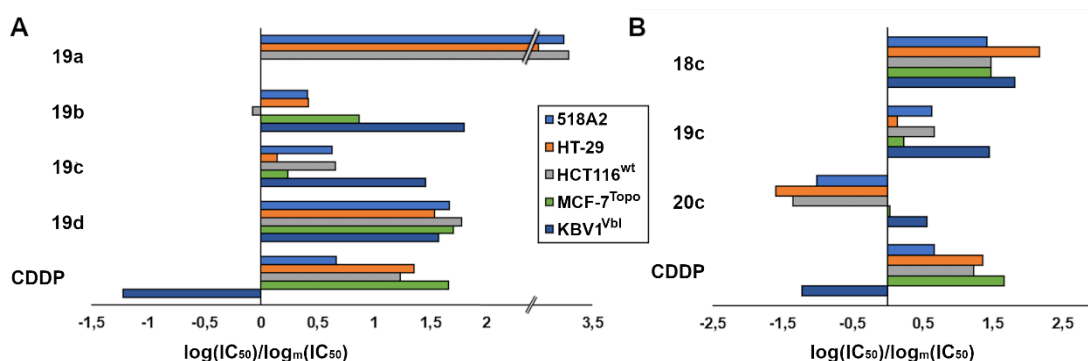 A
19a
19b
19c
19d
CDDP
-1,5 -1 -0,5 0 0,5 1 1,5 2 3,5
log(IC₅₀)/logₘ(IC₅₀)
518A2
HT-29
HCT116ʷᵗ
MCF-7ᵀᵒᵖᵒ
KBV1ⱽᵇˡ
B
18c
19c
20c
CDDP
-2,5 -1,5 -0,5 0,5 1,5 2,5
log(IC₅₀)/logₘ(IC₅₀)